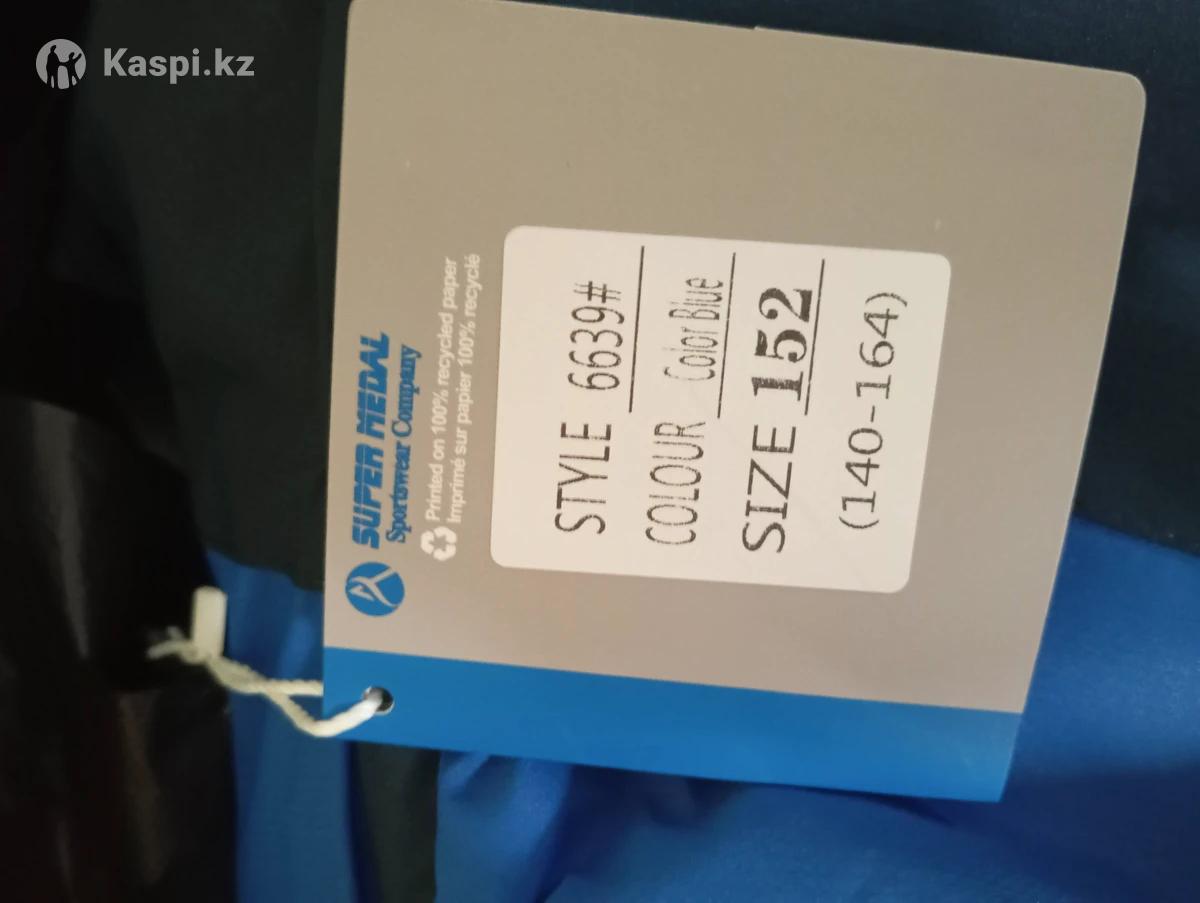 Kaspi.kz
SUPER MEDAL
Sportswear Company
Printed on 100% recycled paper
Imprimé sur papier 100% recyclé
STYLE 6639#
COLOUR Color Blue
SIZE 152
(140-164)